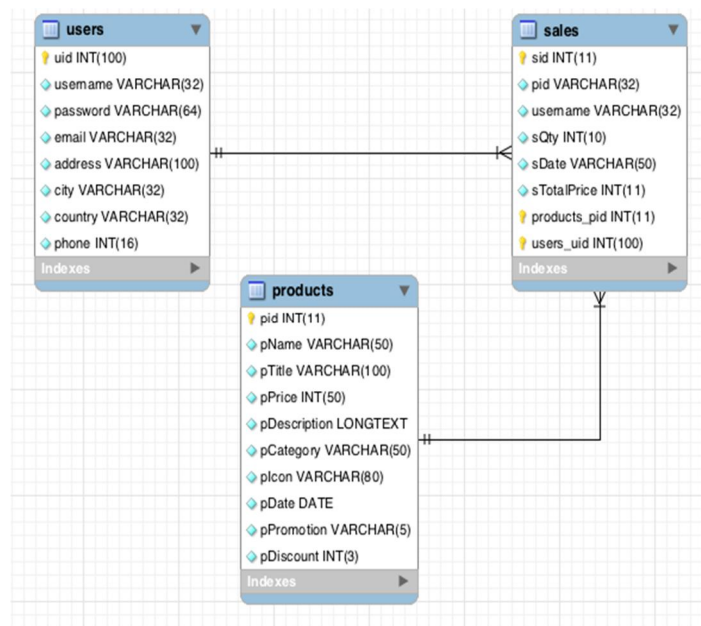 users
uid INT(100)
username VARCHAR(32)
password VARCHAR(64)
email VARCHAR(32)
address VARCHAR(100)
city VARCHAR(32)
country VARCHAR(32)
phone INT(16)
Indexes
sales
sid INT(11)
pid VARCHAR(32)
username VARCHAR(32)
sQty INT(10)
sDate VARCHAR(50)
sTotalPrice INT(11)
products_pid INT(11)
users_uid INT(100)
Indexes
products
pid INT(11)
pName VARCHAR(50)
pTitle VARCHAR(100)
pPrice INT(50)
pDescription LONGTEXT
pCategory VARCHAR(50)
pIcon VARCHAR(80)
pDate DATE
pPromotion VARCHAR(5)
pDiscount INT(3)
Indexes